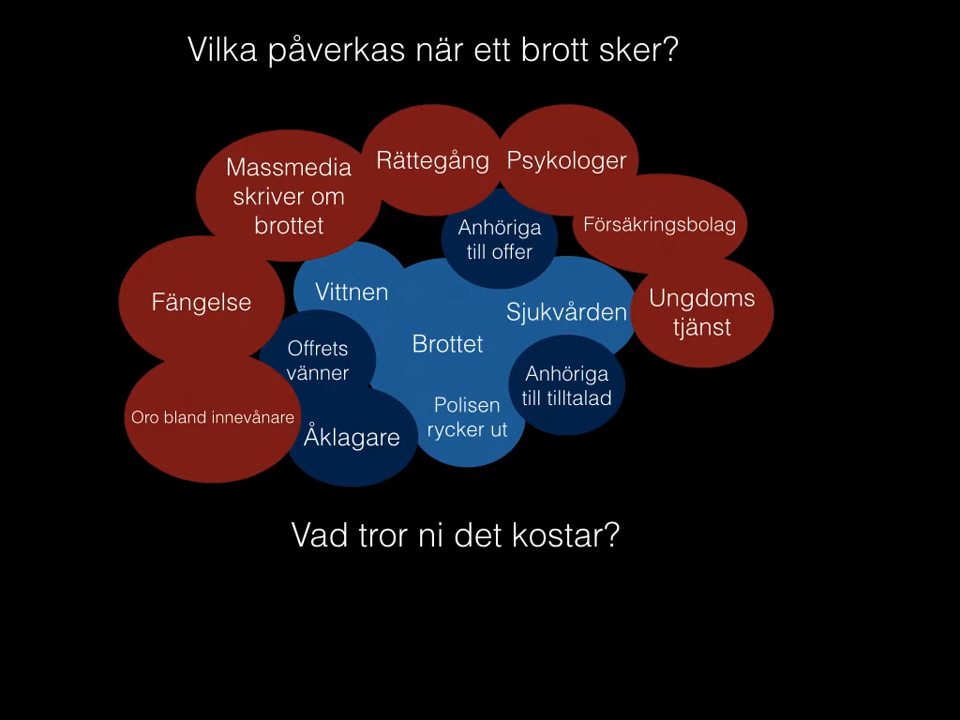 Vilka påverkas när ett brott sker?
Rättegång
Psykologer
Massmedia
skriver om
brottet
Anhöriga
till offer
Försäkringsbolag
Fängelse
Vittnen
Sjukvården
Ungdoms
tjänst
Offrets
vänner
Brottet
Anhöriga
till tilltalad
Oro bland innevånare
Åklagare
Polisen
rycker ut
Vad tror ni det kostar?